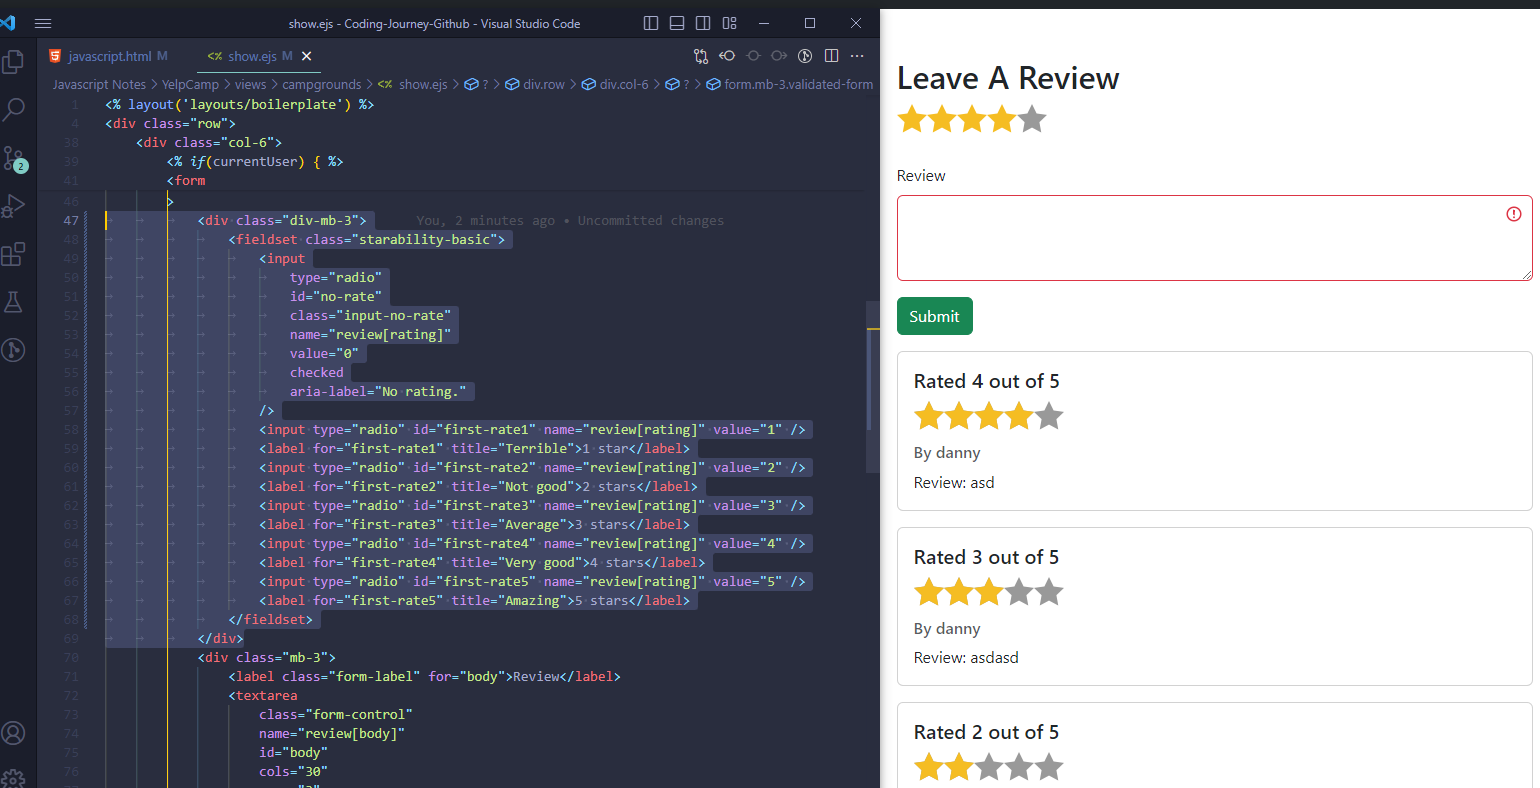 show.ejs - Coding-Journey-Github - Visual Studio Code
javascript.html M
<% show.ejs M
Javascript Notes > YelpCamp > views > campgrounds > <% show.ejs > ? > div.row > div.col-6 > ? > form.mb-3.validated-form
1 <% layout('layouts/boilerplate') %>
4 <div class="row">
38 <div class="col-6">
39 <% if(currentUser) { %>
41 <form
46 >
47 <div class="div-mb-3"> You, 2 minutes ago • Uncommitted changes
48 <fieldset class="starability-basic">
49 <input
50 type="radio"
51 id="no-rate"
52 class="input-no-rate"
53 name="review[rating]"
54 value="0"
55 checked
56 aria-label="No rating."
57 />
58 <input type="radio" id="first-rate1" name="review[rating]" value="1" />
59 <label for="first-rate1" title="Terrible">1 star</label>
60 <input type="radio" id="first-rate2" name="review[rating]" value="2" />
61 <label for="first-rate2" title="Not good">2 stars</label>
62 <input type="radio" id="first-rate3" name="review[rating]" value="3" />
63 <label for="first-rate3" title="Average">3 stars</label>
64 <input type="radio" id="first-rate4" name="review[rating]" value="4" />
65 <label for="first-rate4" title="Very good">4 stars</label>
66 <input type="radio" id="first-rate5" name="review[rating]" value="5" />
67 <label for="first-rate5" title="Amazing">5 stars</label>
68 </fieldset>
69 </div>
70 <div class="mb-3">
71 <label class="form-label" for="body">Review</label>
72 <textarea
73 class="form-control"
74 name="review[body]"
75 id="body"
76 cols="30"
2
Leave A Review
Review
Submit
Rated 4 out of 5
By danny
Review: asd
Rated 3 out of 5
By danny
Review: asdasd
Rated 2 out of 5